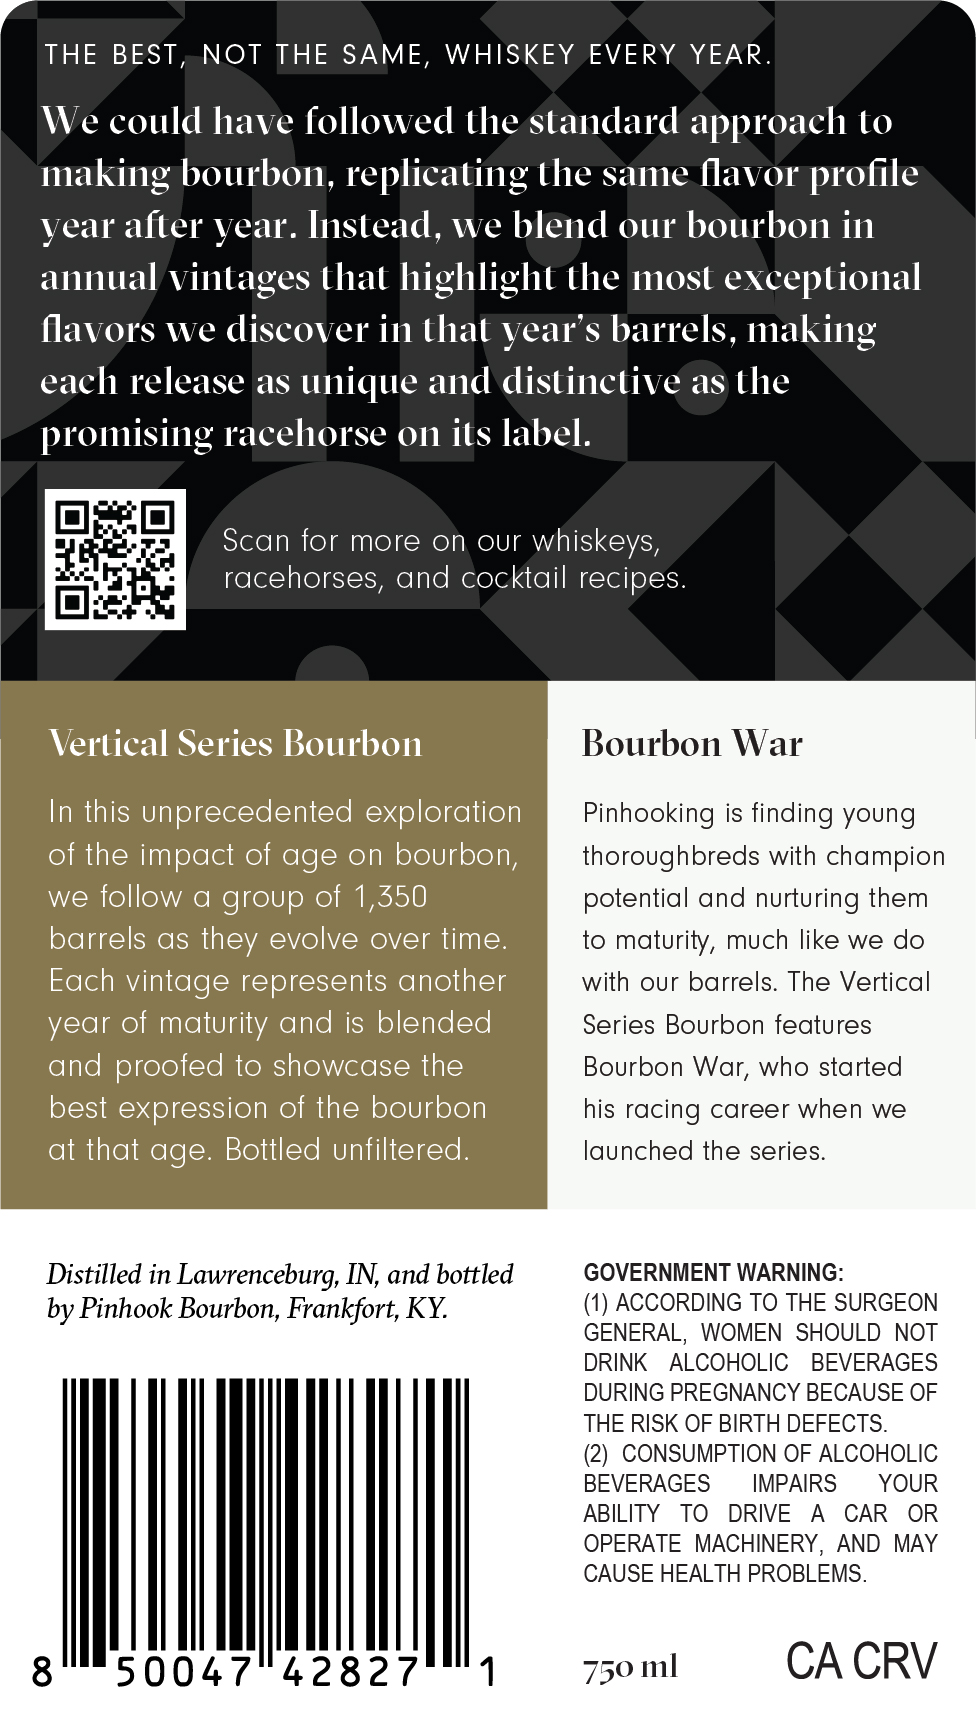 THE BEST, NOT THE SAME, WHISKEY EVERY YEAR.
We could have followed the standard approach to
making bourbon, replicating the same flavor profile
year after year. Instead, we blend our bourbon in
annual vintages that highlight the most exceptional
flavors we discover in that year’s barrels, making
each release as unique and distinctive as the
promising racehorse on its label.
Scan for more on our whiskeys,
racehorses, and cocktail recipes.
Vertical Series Bourbon
In this unprecedented exploration
of the impact of age on bourbon,
we follow a group of 1,350
barrels as they evolve over time.
Each vintage represents another
year of maturity and is blended
and proofed to showcase the
best expression of the bourbon
at that age. Bottled unfiltered.
Bourbon War
Pinhooking is finding young
thoroughbreds with champion
potential and nurturing them
to maturity, much like we do
with our barrels. The Vertical
Series Bourbon features
Bourbon War, who started
his racing career when we
launched the series.
Distilled in Lawrenceburg, IN, and bottled
by Pinhook Bourbon, Frankfort, KY.
8 50047 42827 1
GOVERNMENT WARNING:
(1) ACCORDING TO THE SURGEON
GENERAL, WOMEN SHOULD NOT
DRINK ALCOHOLIC BEVERAGES
DURING PREGNANCY BECAUSE OF
THE RISK OF BIRTH DEFECTS.
(2) CONSUMPTION OF ALCOHOLIC
BEVERAGES IMPAIRS YOUR
ABILITY TO DRIVE A CAR OR
OPERATE MACHINERY, AND MAY
CAUSE HEALTH PROBLEMS.
750 ml
CA CRV